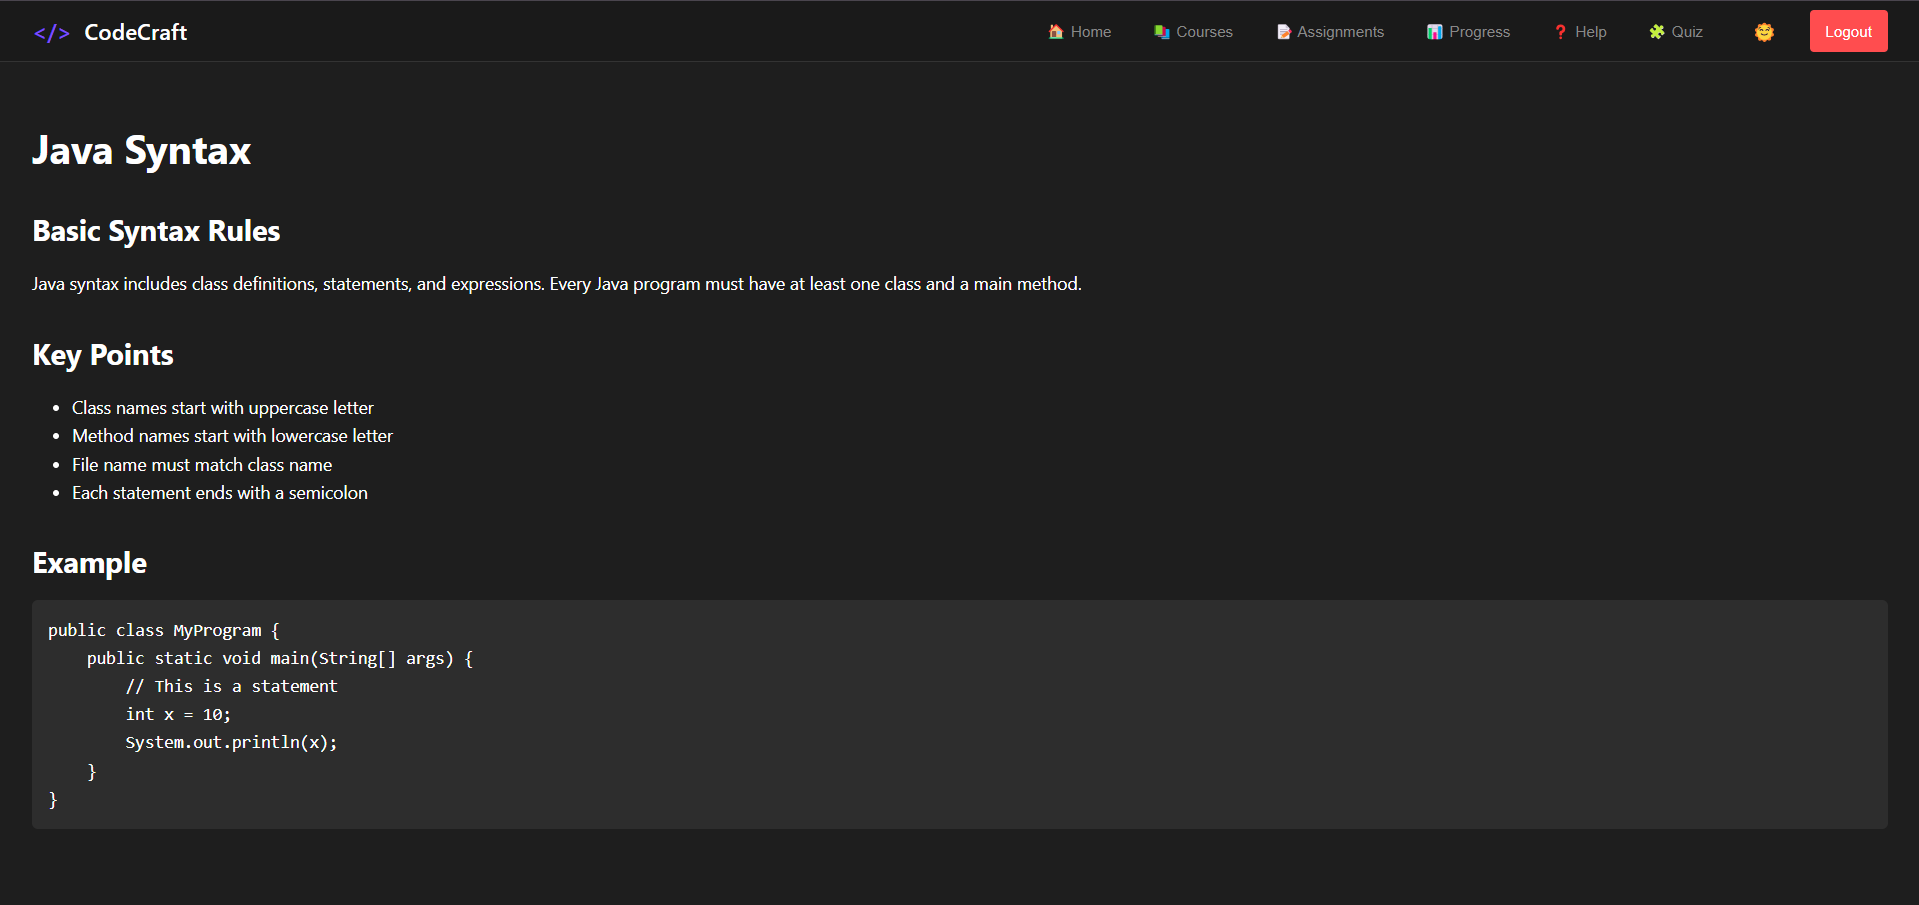 </> CodeCraft
Home Courses Assignments Progress Help Quiz Logout
Java Syntax
Basic Syntax Rules
Java syntax includes class definitions, statements, and expressions. Every Java program must have at least one class and a main method.
Key Points
• Class names start with uppercase letter
• Method names start with lowercase letter
• File name must match class name
• Each statement ends with a semicolon
Example
public class MyProgram {
    public static void main(String[] args) {
        // This is a statement
        int x = 10;
        System.out.println(x);
    }
}